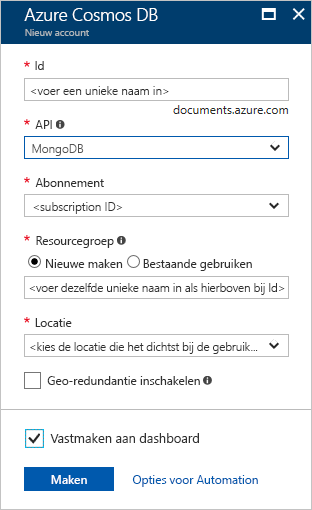 Azure Cosmos DB
Nieuw account
* Id
<voer een unieke naam in>
documents.azure.com
* API
MongoDB
* Abonnement
<subscription ID>
* Resourcegroep
Nieuwe maken Bestaande gebruiken
<voer dezelfde unieke naam in als hierboven bij Id>
* Locatie
<kies de locatie die het dichtst bij de gebruik...
Geo-redundantie inschakelen
Vastmaken aan dashboard
Maken Opties voor Automation